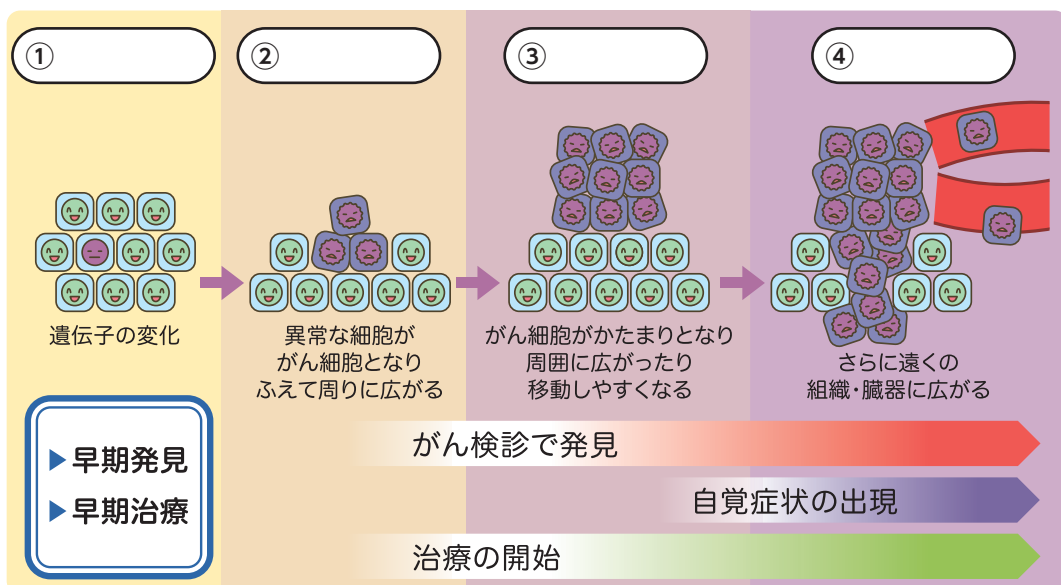 ①
②
③
④
遺伝子の変化
異常な細胞が
がん細胞となり
ふえて周りに広がる
がん細胞がかたまりとなり
周囲に広がったり
移動しやすくなる
さらに遠くの
組織・臓器に広がる
▶早期発見
▶早期治療
がん検診で発見
自覚症状の出現
治療の開始